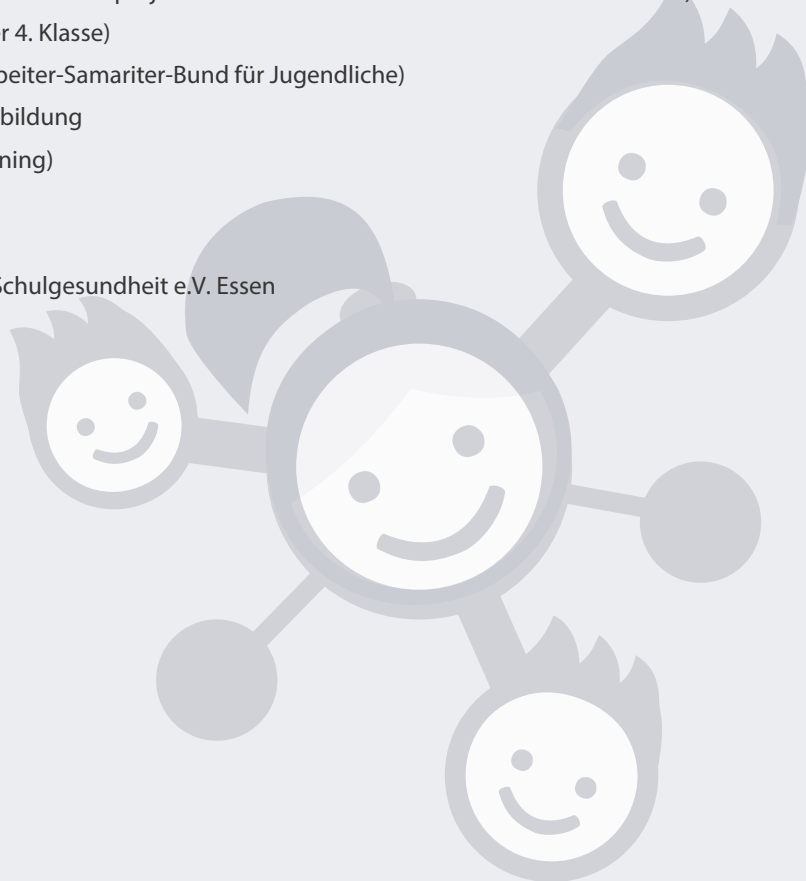 r 4. Klasse)
beiter-Samariter-Bund für Jugendliche)
bildung
ning)
Schulgesundheit e.V. Essen